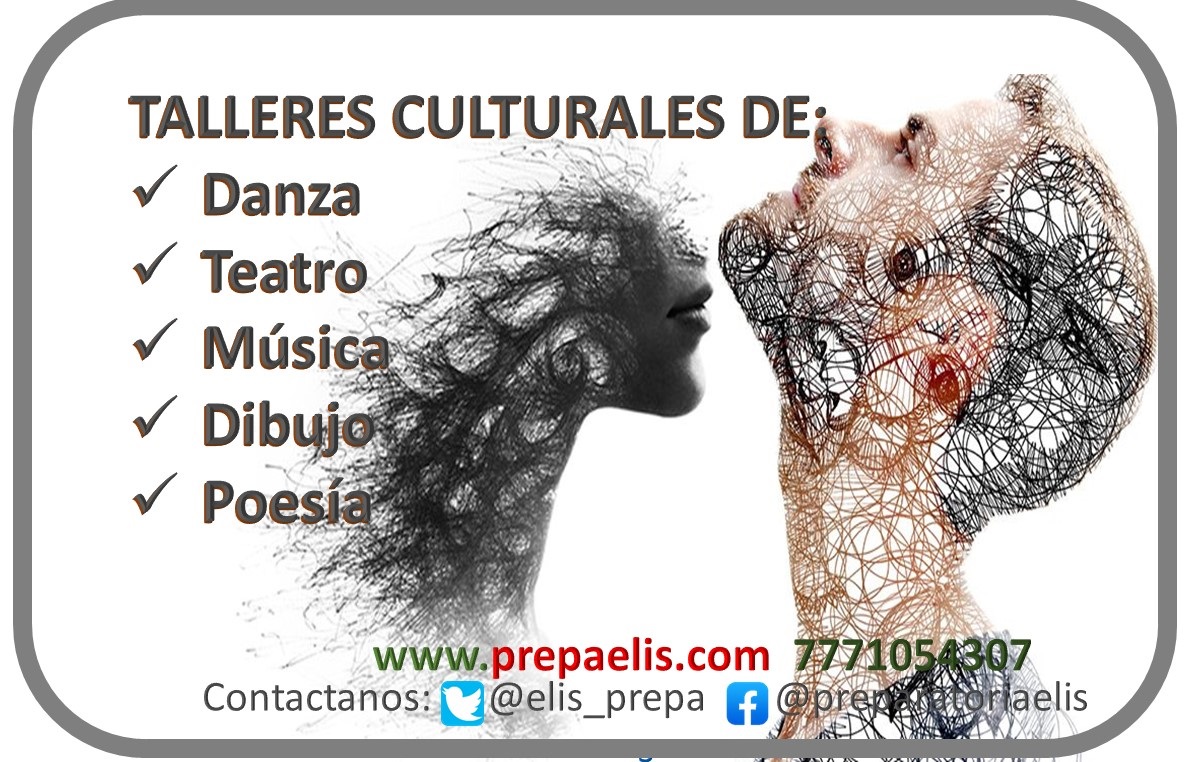 TALLERES CULTURALES DE:
✓ Danza
✓ Teatro
✓ Música
✓ Dibujo
✓ Poesía
www.prepaelis.com 7771054307
Contactanos: @elis_prepa @preparatoriaelis